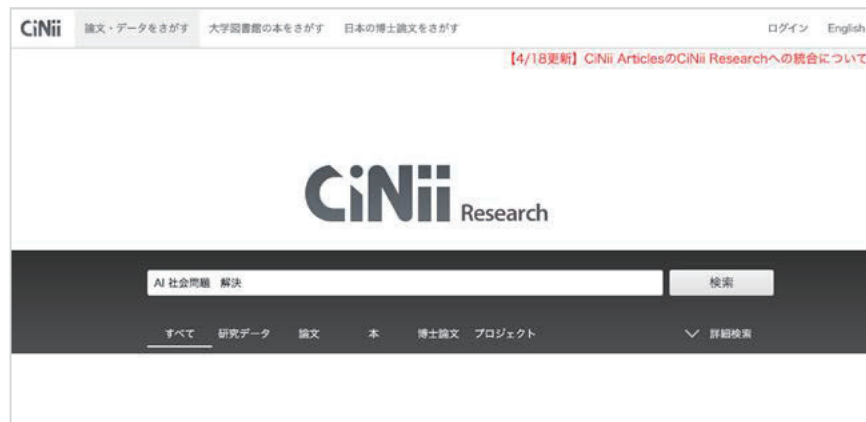 CiNii 論文・データをさがす 大学図書館の本をさがす 日本の博士論文をさがす ログイン English
【4/18更新】CiNii ArticlesのCiNii Researchへの統合について
CiNii Research
AI 社会問題 解決 検索
すべて 研究データ 論文 本 博士論文 プロジェクト 詳細検索